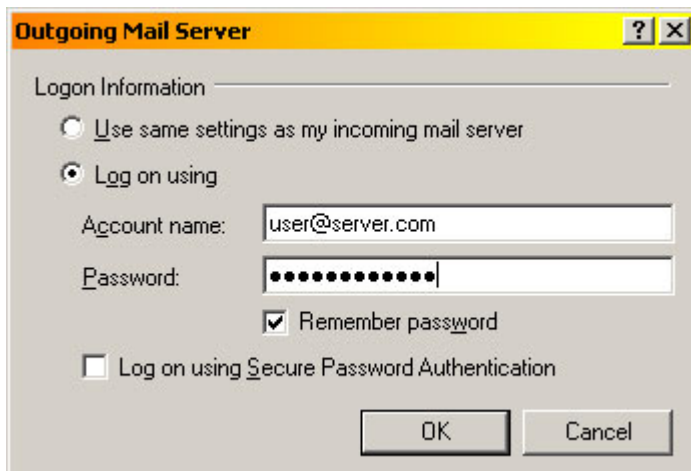 Outgoing Mail Server
Logon Information
Use same settings as my incoming mail server
Log on using
Account name: user@server.com
Password: ●●●●●●●●●●●●
Remember password
Log on using Secure Password Authentication
OK Cancel